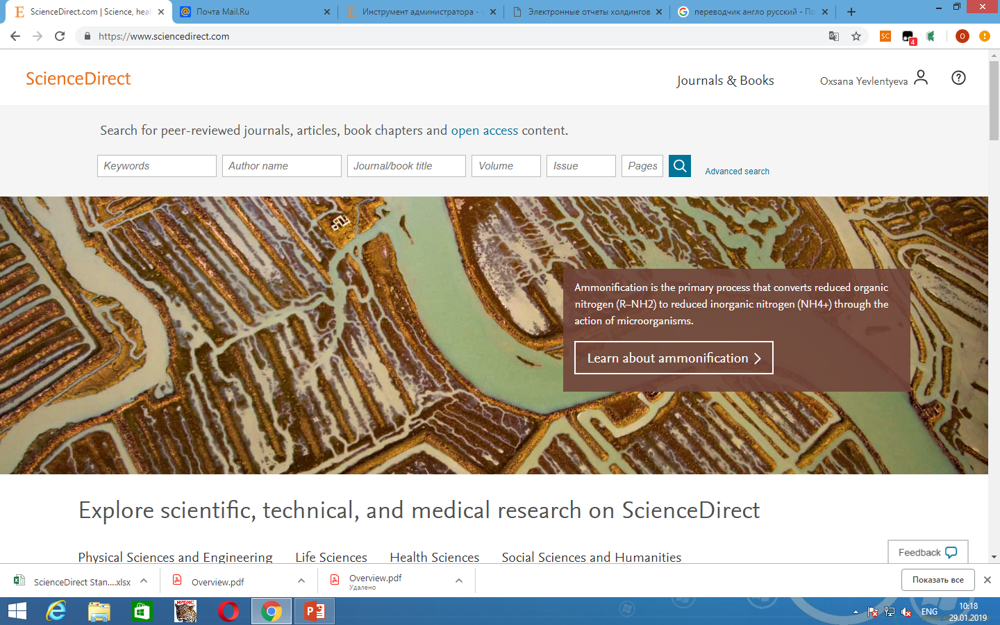 ScienceDirect.com | Science, heal
Почта Mail.Ru
Инструмент администратора -
Электронные отчеты холдингов
переводчик англо русский - По
https://www.sciencedirect.com
SC
4
O
ScienceDirect
Journals & Books
Oxsana Yevlentyeva
Search for peer-reviewed journals, articles, book chapters and open access content.
Keywords
Author name
Journal/book title
Volume
Issue
Pages
Advanced search
Ammonification is the primary process that converts reduced organic
nitrogen (R–NH2) to reduced inorganic nitrogen (NH4+) through the
action of microorganisms.
Learn about ammonification
Explore scientific, technical, and medical research on ScienceDirect
Physical Sciences and Engineering
Life Sciences
Health Sciences
Social Sciences and Humanities
Feedback
ScienceDirect Stan....xlsx
Overview.pdf
Overview.pdf
Удалено
Показать все
ИРБИС
ENG
10:18
29.01.2019